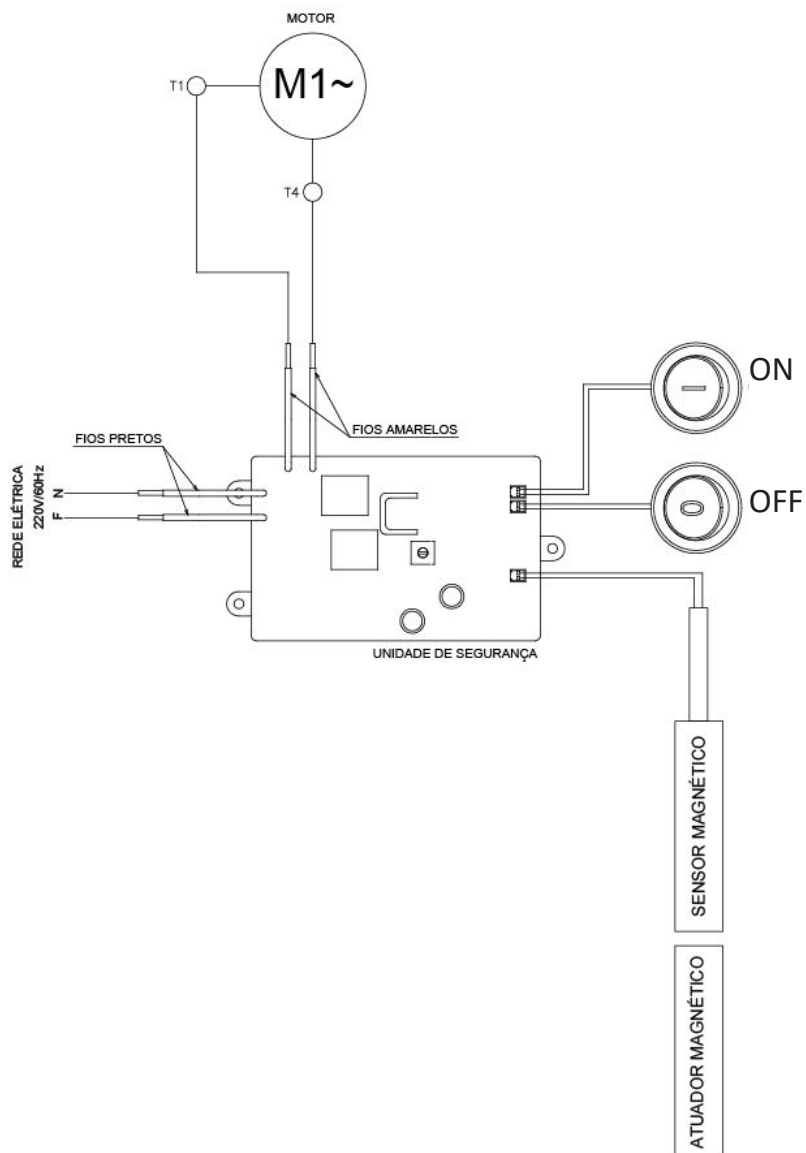 MOTOR
M1~
T1
T4
ON
FIOS AMARELOS
FIOS PRETOS
OFF
REDE ELÉTRICA
220V/60Hz
N
F
UNIDADE DE SEGURANÇA
SENSOR MAGNÉTICO
ATUADOR MAGNÉTICO